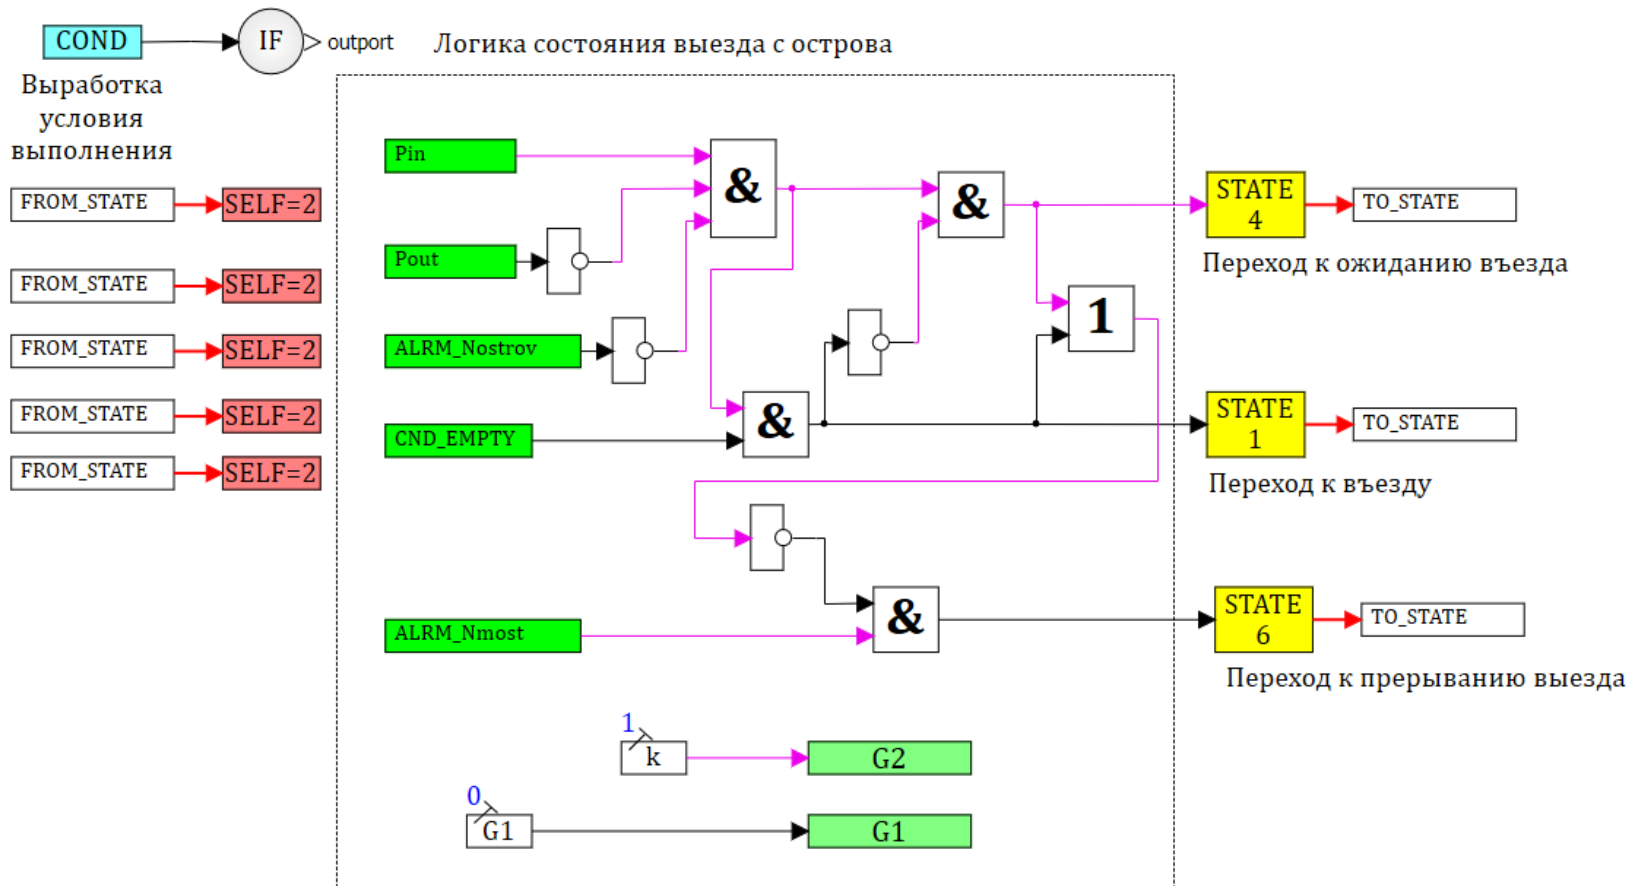 COND
IF
outport
Логика состояния выезда с острова
Выработка
условия
выполнения
FROM_STATE
SELF=2
FROM_STATE
SELF=2
FROM_STATE
SELF=2
FROM_STATE
SELF=2
FROM_STATE
SELF=2
Pin
&
&
STATE
4
TO_STATE
Переход к ожиданию въезда
Pout
1
ALRM_Nostrov
CND_EMPTY
&
STATE
1
TO_STATE
Переход к въезду
ALRM_Nmost
&
STATE
6
TO_STATE
Переход к прерыванию выезда
1
k
G2
0
G1
G1